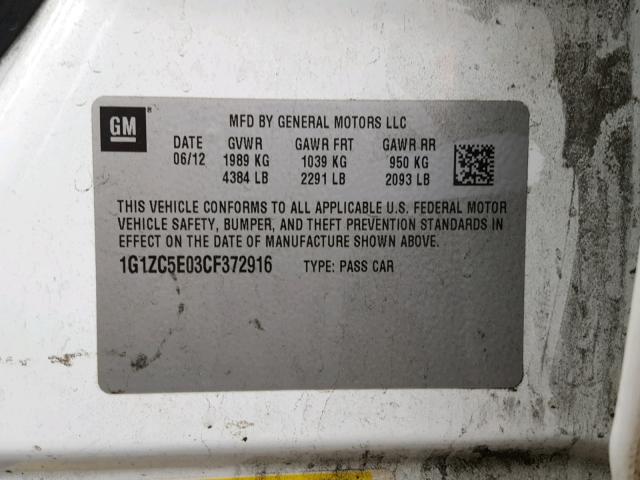 GM
MFD BY GENERAL MOTORS LLC
DATE GVWR GAWR FRT GAWR RR
06/12 1989 KG 1039 KG 950 KG
4384 LB 2291 LB 2093 LB
THIS VEHICLE CONFORMS TO ALL APPLICABLE U.S. FEDERAL MOTOR
VEHICLE SAFETY, BUMPER, AND THEFT PREVENTION STANDARDS IN
EFFECT ON THE DATE OF MANUFACTURE SHOWN ABOVE.
1G1ZC5E03CF372916 TYPE: PASS CAR